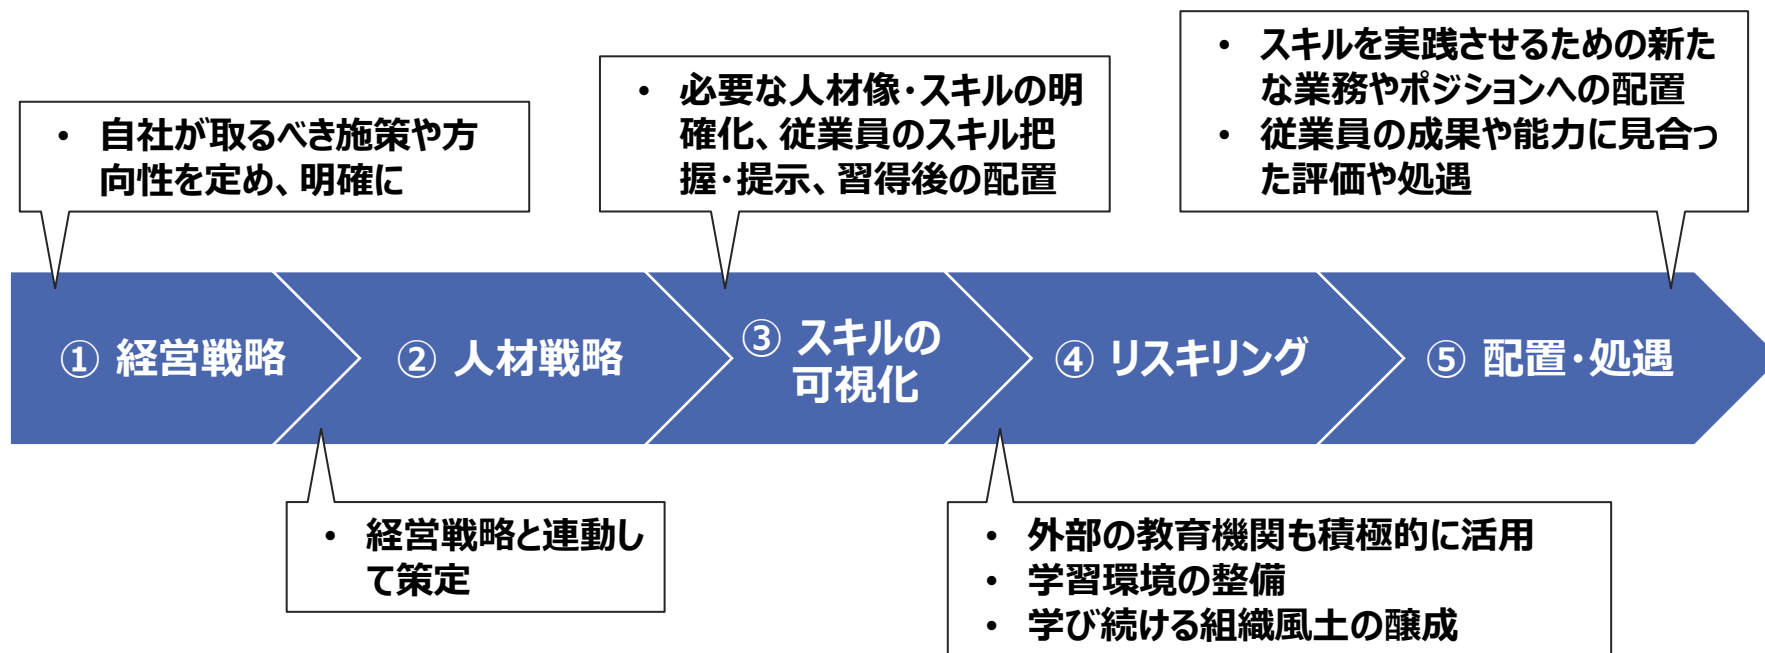 • 自社が取るべき施策や方
向性を定め、明確に
• 必要な人材像・スキルの明
確化、従業員のスキル把
握・提示、習得後の配置
• スキルを実践させるための新た
な業務やポジションへの配置
• 従業員の成果や能力に見合っ
た評価や処遇
① 経営戦略
② 人材戦略
③ スキルの
可視化
④ リスキリング
⑤ 配置・処遇
• 経営戦略と連動し
て策定
• 外部の教育機関も積極的に活用
• 学習環境の整備
• 学び続ける組織風土の醸成